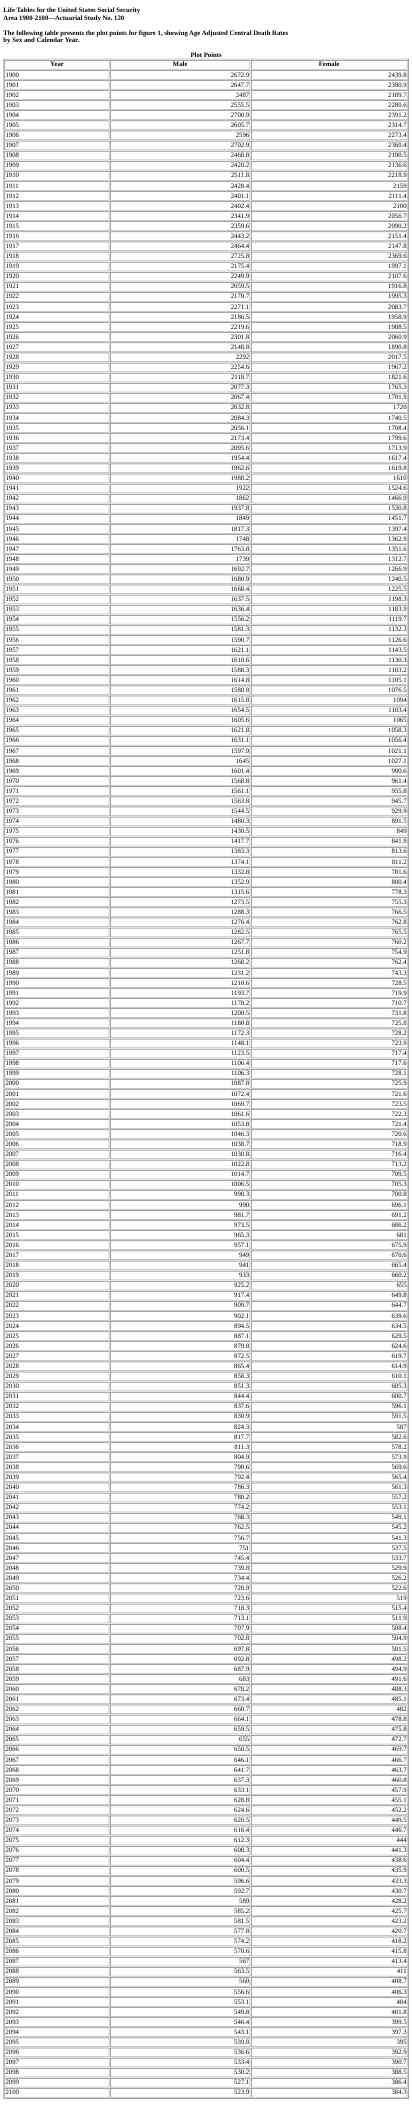 Life Tables for the United States Social Security
Area 1900-2100—Actuarial Study No. 120
The following table presents the plot points for figure 1, showing Age Adjusted Central Death Rates
by Sex and Calendar Year.
Plot Points
Year Male Female
1900 2672.9 2439.8
1901 2647.7 2380.9
1902 2487 2189.7
1903 2555.5 2280.6
1904 2700.9 2391.2
1905 2605.7 2314.7
1906 2596 2273.4
1907 2702.9 2360.4
1908 2468.8 2190.5
1909 2428.2 2136.6
1910 2511.8 2218.9
1911 2428.4 2159
1912 2401.1 2111.4
1913 2402.4 2100
1914 2341.9 2056.7
1915 2359.6 2090.2
1916 2443.2 2151.4
1917 2464.4 2147.8
1918 2725.8 2369.6
1919 2175.4 1997.2
1920 2249.9 2107.6
1921 2059.5 1916.8
1922 2170.7 1995.3
1923 2271.1 2083.7
1924 2186.5 1958.9
1925 2219.6 1988.5
1926 2301.8 2060.9
1927 2148.8 1890.8
1928 2292 2017.5
1929 2254.6 1967.2
1930 2118.7 1821.6
1931 2077.3 1765.3
1932 2067.4 1781.9
1933 2032.8 1720
1934 2084.3 1740.5
1935 2056.1 1708.4
1936 2173.4 1799.6
1937 2095.6 1713.9
1938 1954.4 1617.4
1939 1962.6 1619.8
1940 1988.2 1610
1941 1922 1524.6
1942 1862 1466.9
1943 1937.8 1530.8
1944 1849 1451.7
1945 1817.3 1397.4
1946 1748 1362.9
1947 1763.8 1351.6
1948 1739 1312.7
1949 1692.7 1266.9
1950 1680.9 1240.5
1951 1668.4 1225.5
1952 1637.5 1198.3
1953 1636.4 1183.9
1954 1556.2 1119.7
1955 1581.3 1132.3
1956 1590.7 1126.6
1957 1621.1 1143.5
1958 1610.6 1130.3
1959 1588.3 1103.2
1960 1614.8 1105.1
1961 1580.8 1076.5
1962 1615.8 1094
1963 1654.5 1103.4
1964 1605.6 1065
1965 1621.8 1058.3
1966 1631.1 1056.4
1967 1597.9 1021.1
1968 1645 1027.1
1969 1601.4 990.6
1970 1568.8 961.4
1971 1561.1 955.8
1972 1563.8 945.7
1973 1544.5 929.9
1974 1480.3 891.5
1975 1430.5 849
1976 1417.7 841.9
1977 1383.3 813.6
1978 1374.1 811.2
1979 1332.8 781.6
1980 1352.9 800.4
1981 1315.6 778.3
1982 1273.5 755.3
1983 1288.3 766.5
1984 1276.4 762.8
1985 1282.5 765.5
1986 1267.7 760.2
1987 1251.8 754.9
1988 1260.2 762.4
1989 1231.2 743.3
1990 1210.6 728.5
1991 1193.7 719.9
1992 1178.2 710.7
1993 1200.5 731.8
1994 1180.8 725.8
1995 1172.3 728.2
1996 1148.1 723.9
1997 1123.5 717.4
1998 1106.4 717.6
1999 1106.3 728.1
2000 1087.8 725.9
2001 1072.4 721.6
2002 1069.7 723.5
2003 1061.6 722.3
2004 1053.8 721.4
2005 1046.3 720.6
2006 1038.7 718.9
2007 1030.8 716.4
2008 1022.8 713.2
2009 1014.7 709.5
2010 1006.5 705.3
2011 998.3 700.8
2012 990 696.1
2013 981.7 691.2
2014 973.5 686.2
2015 965.3 681
2016 957.1 675.9
2017 949 670.6
2018 941 665.4
2019 933 660.2
2020 925.2 655
2021 917.4 649.8
2022 909.7 644.7
2023 902.1 639.6
2024 894.5 634.5
2025 887.1 629.5
2026 879.8 624.6
2027 872.5 619.7
2028 865.4 614.9
2029 858.3 610.1
2030 851.3 605.3
2031 844.4 600.7
2032 837.6 596.1
2033 830.9 591.5
2034 824.3 587
2035 817.7 582.6
2036 811.3 578.2
2037 804.9 573.9
2038 798.6 569.6
2039 792.4 565.4
2040 786.3 561.3
2041 780.2 557.2
2042 774.2 553.1
2043 768.3 549.1
2044 762.5 545.2
2045 756.7 541.3
2046 751 537.5
2047 745.4 533.7
2048 739.8 529.9
2049 734.4 526.2
2050 728.9 522.6
2051 723.6 519
2052 718.3 515.4
2053 713.1 511.9
2054 707.9 508.4
2055 702.8 504.9
2056 697.8 501.5
2057 692.8 498.2
2058 687.9 494.9
2059 683 491.6
2060 678.2 488.3
2061 673.4 485.1
2062 668.7 482
2063 664.1 478.8
2064 659.5 475.8
2065 655 472.7
2066 650.5 469.7
2067 646.1 466.7
2068 641.7 463.7
2069 637.3 460.8
2070 633.1 457.9
2071 628.8 455.1
2072 624.6 452.2
2073 620.5 449.5
2074 616.4 446.7
2075 612.3 444
2076 608.3 441.3
2077 604.4 438.6
2078 600.5 435.9
2079 596.6 433.3
2080 592.7 430.7
2081 589 428.2
2082 585.2 425.7
2083 581.5 423.2
2084 577.8 420.7
2085 574.2 418.2
2086 570.6 415.8
2087 567 413.4
2088 563.5 411
2089 560 408.7
2090 556.6 406.3
2091 553.1 404
2092 549.8 401.8
2093 546.4 399.5
2094 543.1 397.3
2095 539.8 395
2096 536.6 392.9
2097 533.4 390.7
2098 530.2 388.5
2099 527.1 386.4
2100 523.9 384.3